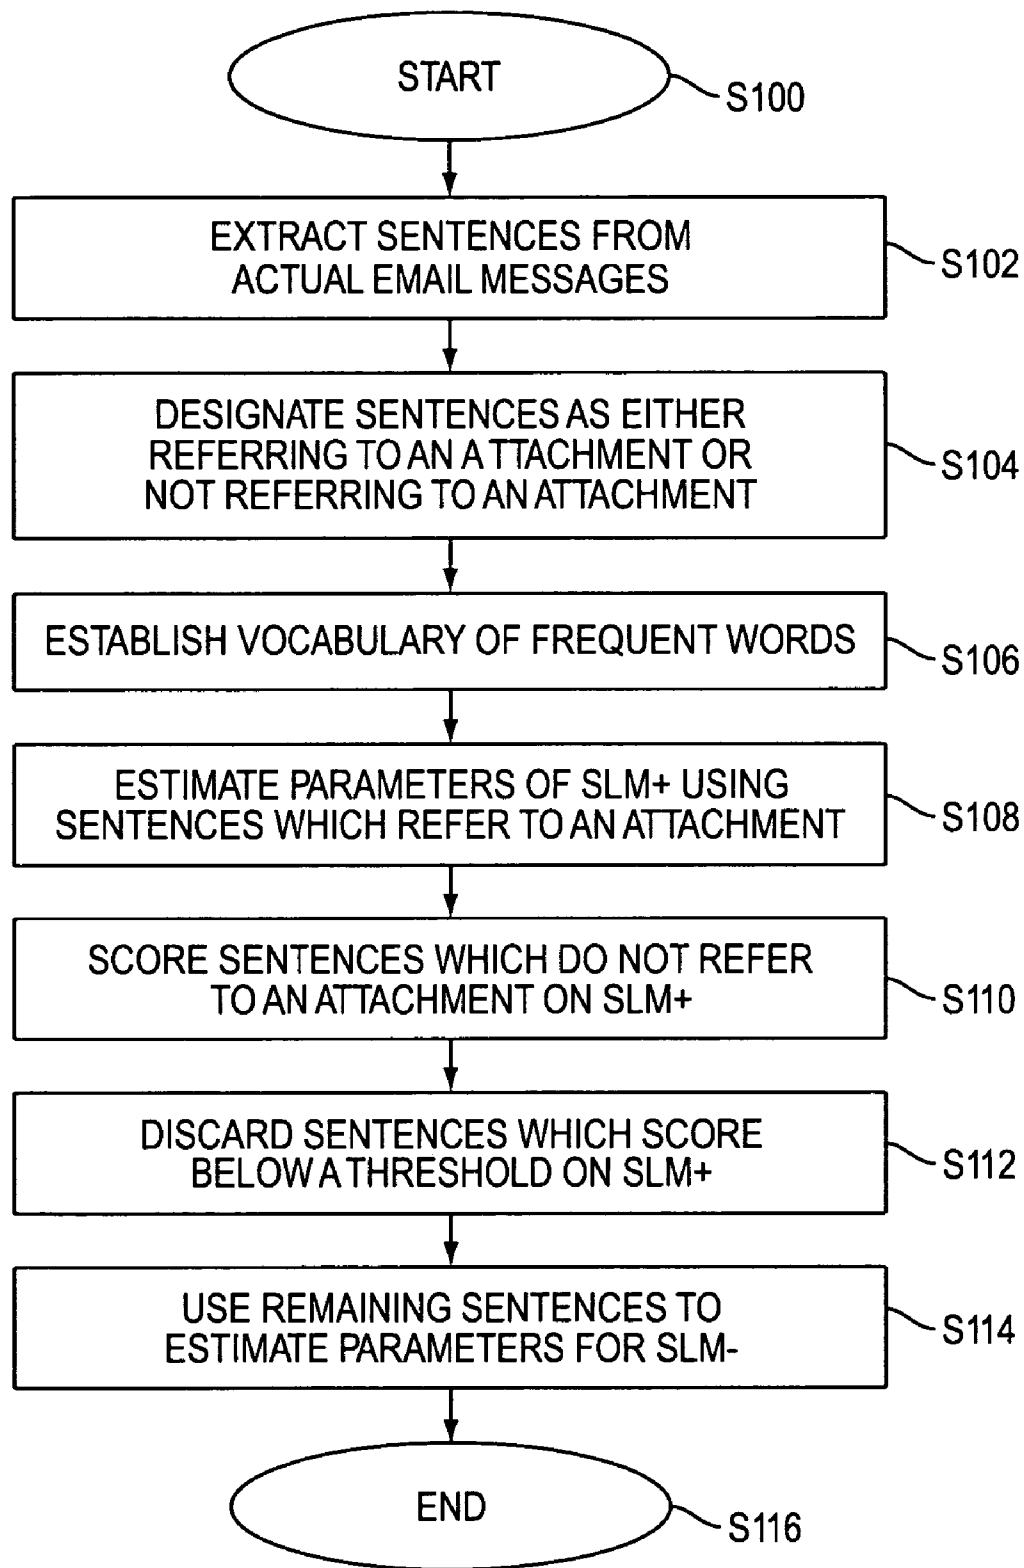 START
S100
EXTRACT SENTENCES FROM
ACTUAL EMAIL MESSAGES
S102
DESIGNATE SENTENCES AS EITHER
REFERRING TO AN ATTACHMENT OR
NOT REFERRING TO AN ATTACHMENT
S104
ESTABLISH VOCABULARY OF FREQUENT WORDS
S106
ESTIMATE PARAMETERS OF SLM+ USING
SENTENCES WHICH REFER TO AN ATTACHMENT
S108
SCORE SENTENCES WHICH DO NOT REFER
TO AN ATTACHMENT ON SLM+
S110
DISCARD SENTENCES WHICH SCORE
BELOW A THRESHOLD ON SLM+
S112
USE REMAINING SENTENCES TO
ESTIMATE PARAMETERS FOR SLM-
S114
END
S116